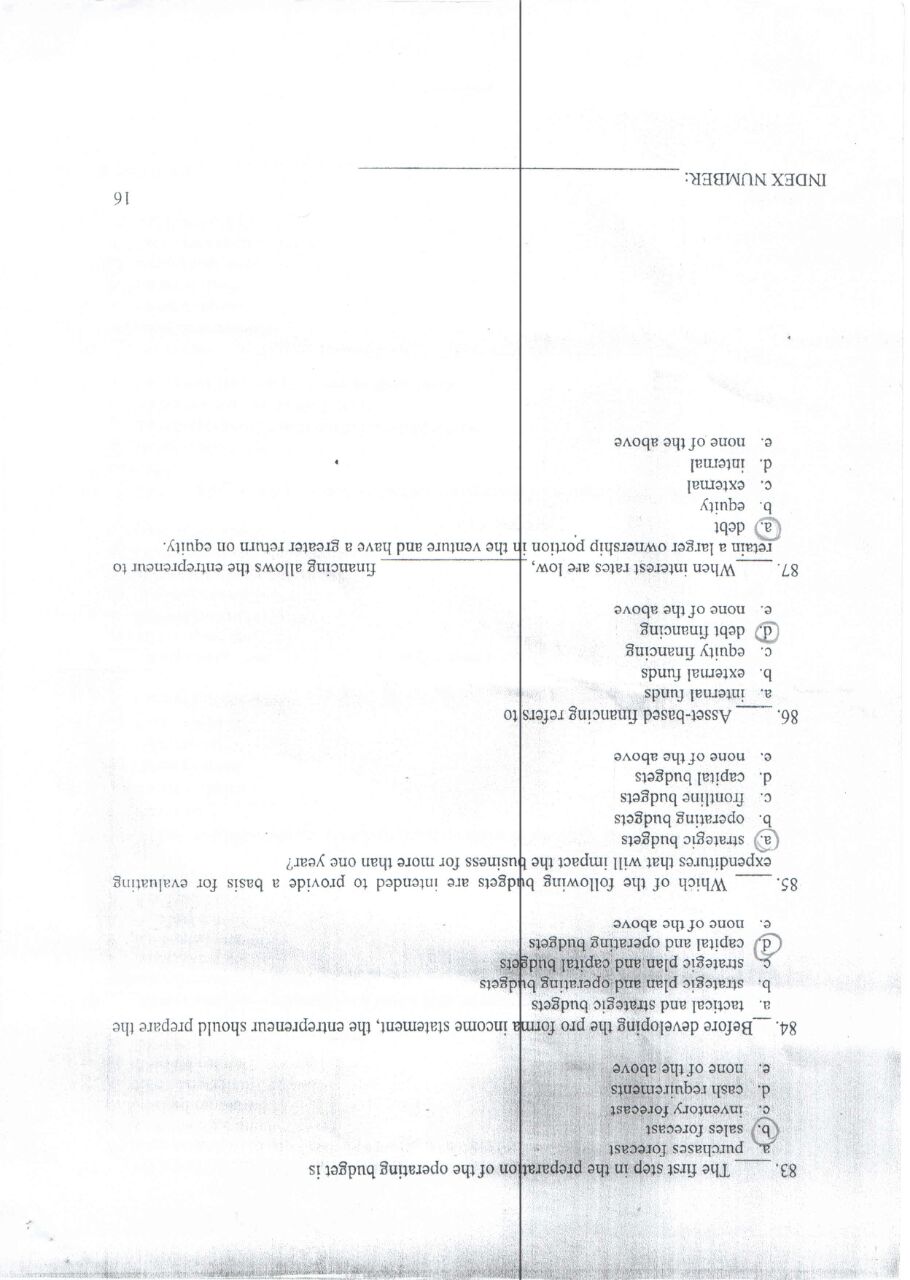 83. ____ The first step in the preparation of the operating budget is
a. purchases forecast
b. sales forecast
c. inventory forecast
d. cash requirements
e. none of the above
84. __Before developing the pro forma income statement, the entrepreneur should prepare the
a. tactical and strategic budgets
b. strategic plan and operating budgets
c. strategic plan and capital budgets
d. capital and operating budgets
e. none of the above
85. ____ Which of the following budgets are intended to provide a basis for evaluating
expenditures that will impact the business for more than one year?
a. strategic budgets
b. operating budgets
c. frontline budgets
d. capital budgets
e. none of the above
86. ____ Asset-based financing refers to
a. internal funds
b. external funds
c. equity financing
d. debt financing
e. none of the above
87. ____When interest rates are low, ________________ financing allows the entrepreneur to
retain a larger ownership portion in the venture and have a greater return on equity.
a. debt
b. equity
c. external
d. internal
e. none of the above
16
INDEX NUMBER: ____________________________________